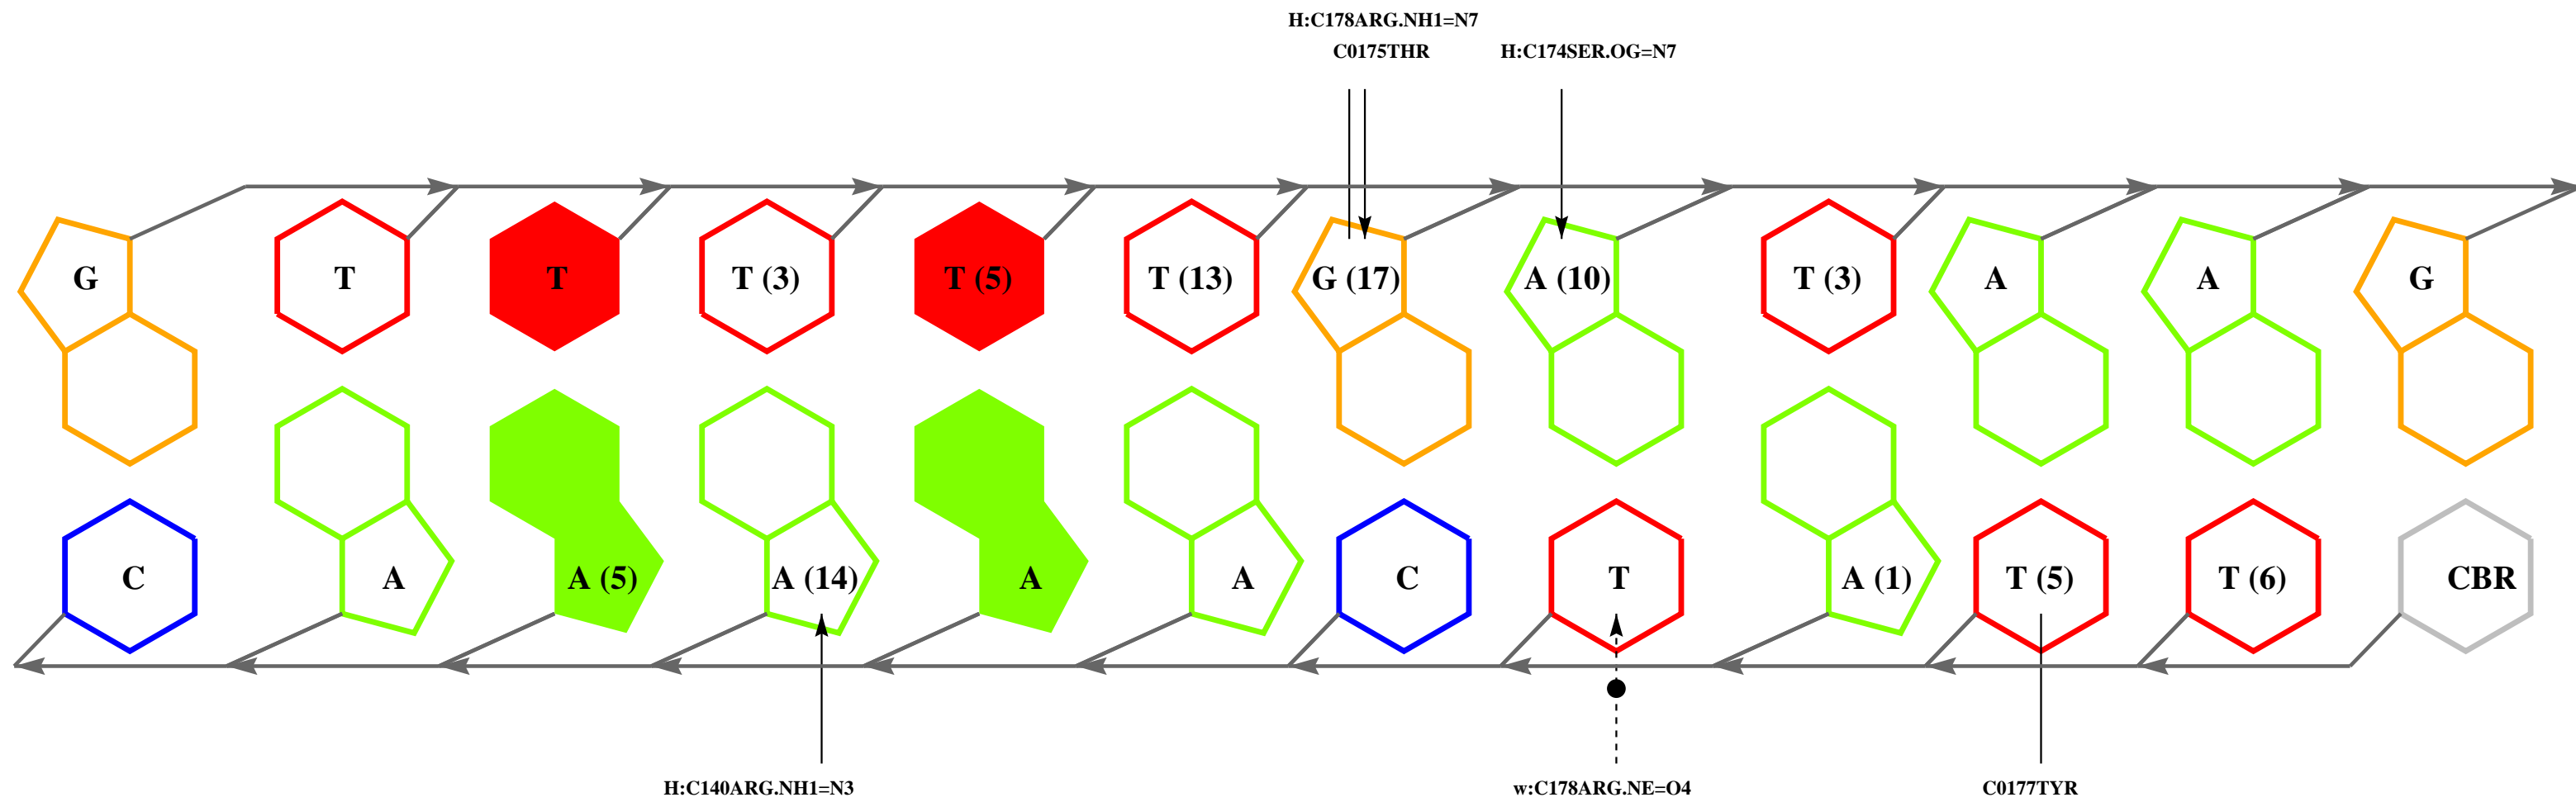 H:C178ARG.NH1=N7
C0175THR H:C174SER.OG=N7
G T T T (3) T (5) T (13) G (17) A (10) T (3) A A G
C A A (5) A (14) A A C T A (1) T (5) T (6) CBR
H:C140ARG.NH1=N3 w:C178ARG.NE=O4 C0177TYR